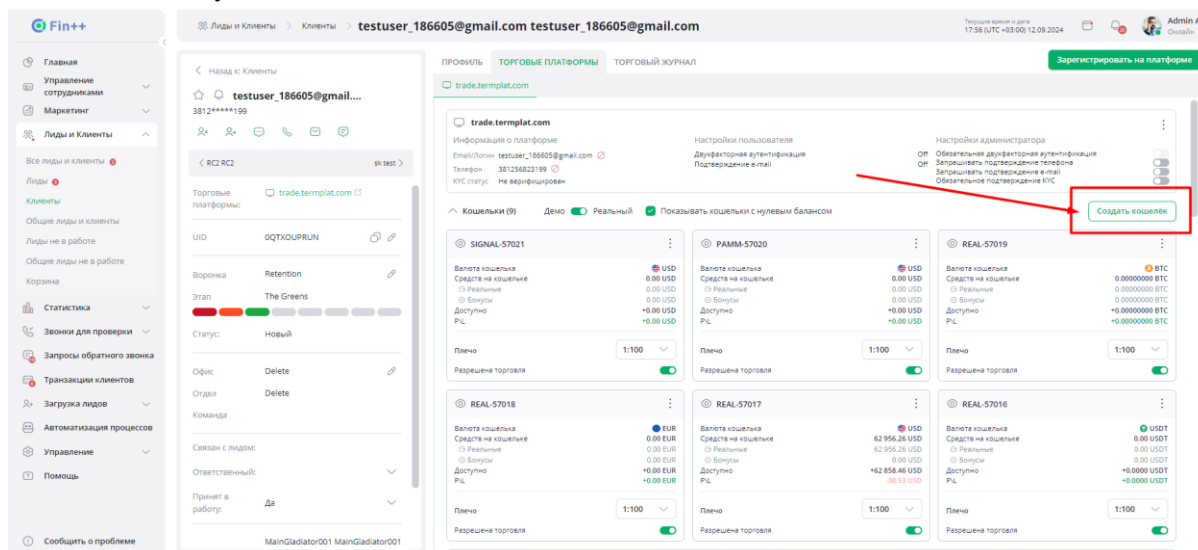 Fin++
Лиды и Клиенты > Клиенты > testuser_186605@gmail.com testuser_186605@gmail.com
Текущие время и дата
17:56 (UTC +03:00) 12.09.2024
Admin A
Онлайн
Главная
Управление
сотрудниками
Маркетинг
Лиды и Клиенты
Все лиды и клиенты
Лиды
Клиенты
Общие лиды и клиенты
Лиды не в работе
Общие лиды не в работе
Корзина
Статистика
Звонки для проверки
Запросы обратного звонка
Транзакции клиентов
Загрузка лидов
Автоматизация процессов
Управление
Помощь
Сообщить о проблеме
< Назад к: Клиенты
testuser_186605@gmail....
3812*****199
< RC2 RC2
sk test >
Торговые
платформы:
trade.termplat.com
UID
0QTXOUPRUN
Воронка
Retention
Этап
The Greens
Статус:
Новый
Офис
Delete
Отдел
Delete
Команда
Связан с лидом:
Ответственный:
Принят в
работу:
Да
MainGladiator001 MainGladiator001
ПРОФИЛЬ
ТОРГОВЫЕ ПЛАТФОРМЫ
ТОРГОВЫЙ ЖУРНАЛ
Зарегистрировать на платформе
trade.termplat.com
trade.termplat.com
Информация о платформе
Email/Логин testuser_186605@gmail.com
Телефон 381256823199
KYC статус Не верифицирован
Настройки пользователя
Двухфакторная аутентификация Off
Подтверждение e-mail Off
Настройки администратора
Обязательная двухфакторная аутентификация
Запрашивать подтверждение телефона
Запрашивать подтверждение e-mail
Обязательное подтверждение KYC
Кошельки (9)
Демо
Реальный
Показывать кошельки с нулевым балансом
Создать кошелёк
SIGNAL-57021
Валюта кошелька USD
Средств на кошельке 0.00 USD
Реальные 0.00 USD
Бонусы 0.00 USD
Доступно +0.00 USD
P\L +0.00 USD
Плечо 1:100
Разрешена торговля
PAMM-57020
Валюта кошелька USD
Средств на кошельке 0.00 USD
Реальные 0.00 USD
Бонусы 0.00 USD
Доступно +0.00 USD
P\L +0.00 USD
Плечо 1:100
Разрешена торговля
REAL-57019
Валюта кошелька BTC
Средств на кошельке 0.00000000 BTC
Реальные 0.00000000 BTC
Бонусы 0.00000000 BTC
Доступно +0.00000000 BTC
P\L +0.00000000 BTC
Плечо 1:100
Разрешена торговля
REAL-57018
Валюта кошелька EUR
Средств на кошельке 0.00 EUR
Реальные 0.00 EUR
Бонусы 0.00 EUR
Доступно +0.00 EUR
P\L +0.00 EUR
Плечо 1:100
Разрешена торговля
REAL-57017
Валюта кошелька USD
Средств на кошельке 62 956.26 USD
Реальные 62 956.26 USD
Бонусы 0.00 USD
Доступно +62 858.46 USD
P\L -30.53 USD
Плечо 1:100
Разрешена торговля
REAL-57016
Валюта кошелька USDT
Средств на кошельке 0.00 USDT
Реальные 0.00 USDT
Бонусы 0.00 USDT
Доступно +0.0000 USDT
P\L +0.0000 USDT
Плечо 1:100
Разрешена торговля